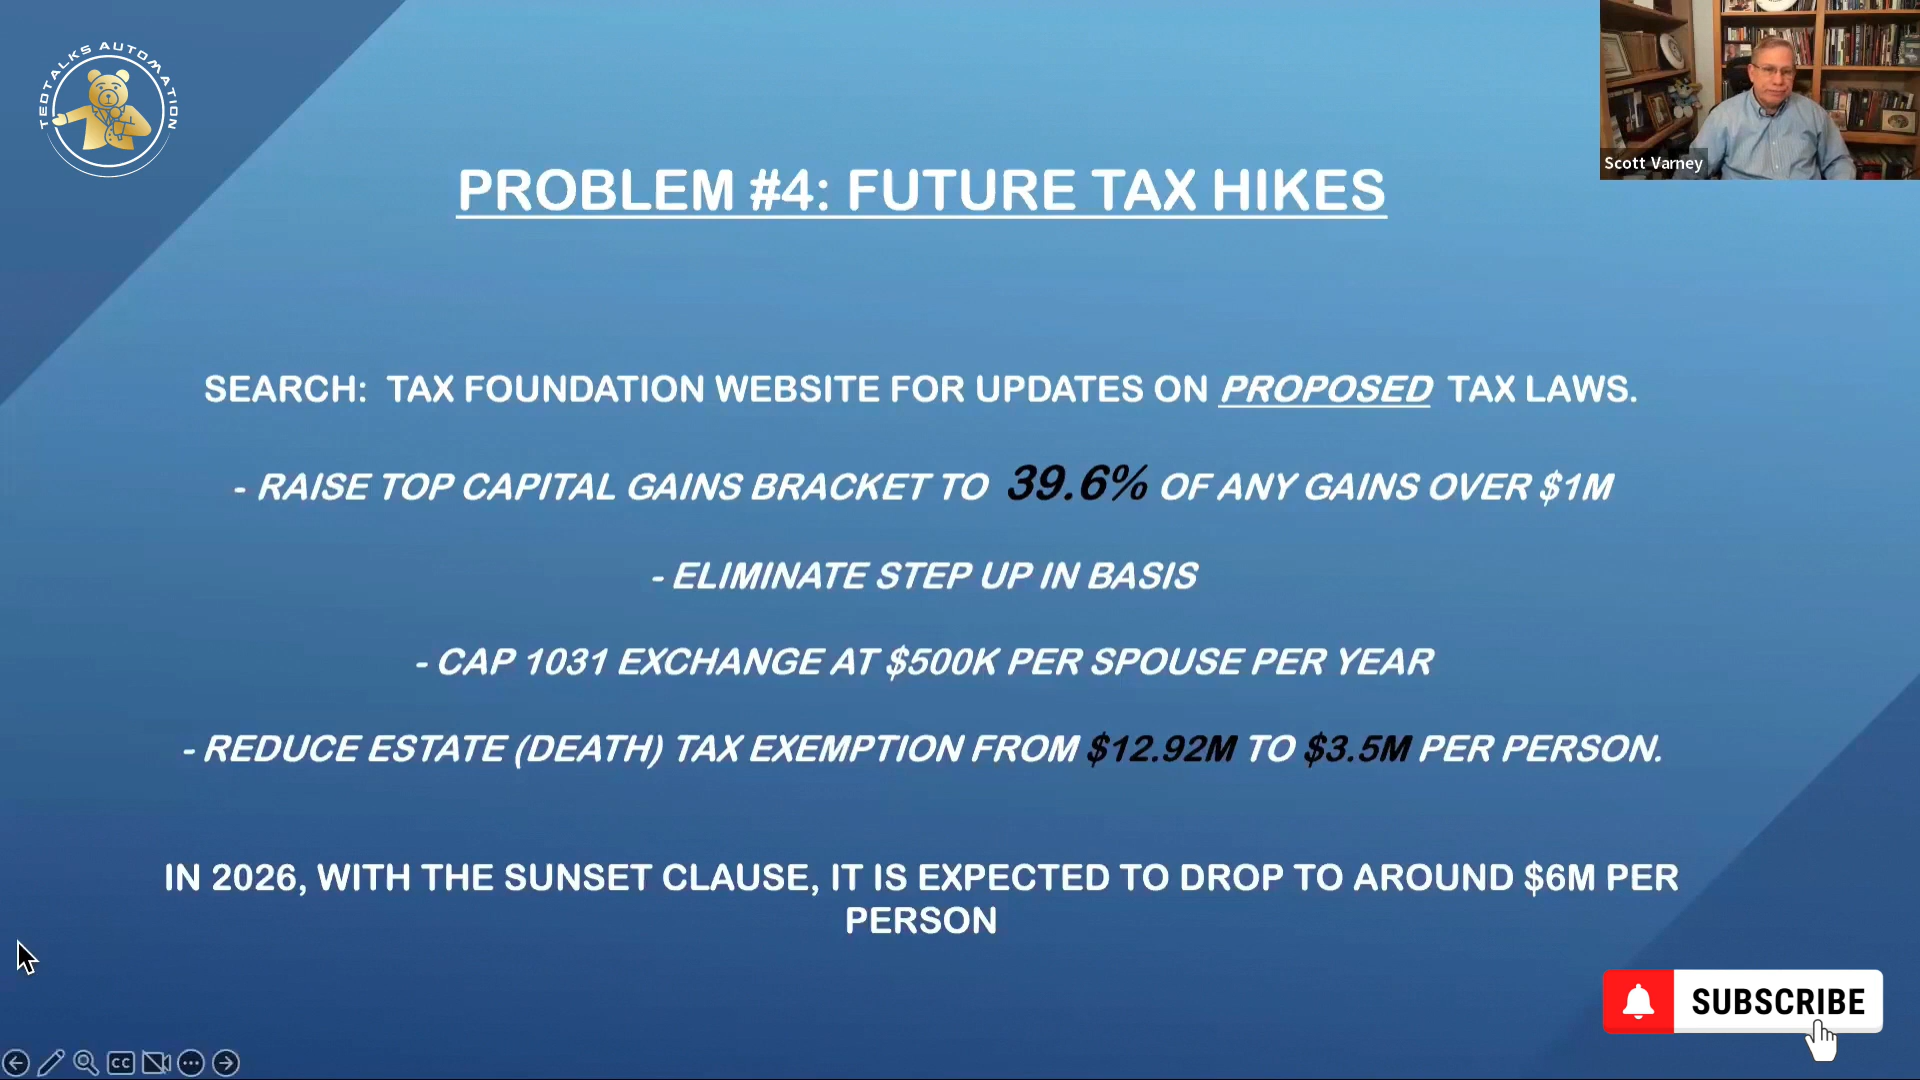 TEDTALKS AUTOMATION
Scott Varney
PROBLEM #4: FUTURE TAX HIKES
SEARCH: TAX FOUNDATION WEBSITE FOR UPDATES ON PROPOSED TAX LAWS.
- RAISE TOP CAPITAL GAINS BRACKET TO 39.6% OF ANY GAINS OVER $1M
- ELIMINATE STEP UP IN BASIS
- CAP 1031 EXCHANGE AT $500K PER SPOUSE PER YEAR
- REDUCE ESTATE (DEATH) TAX EXEMPTION FROM $12.92M TO $3.5M PER PERSON.
IN 2026, WITH THE SUNSET CLAUSE, IT IS EXPECTED TO DROP TO AROUND $6M PER
PERSON
SUBSCRIBE
CC